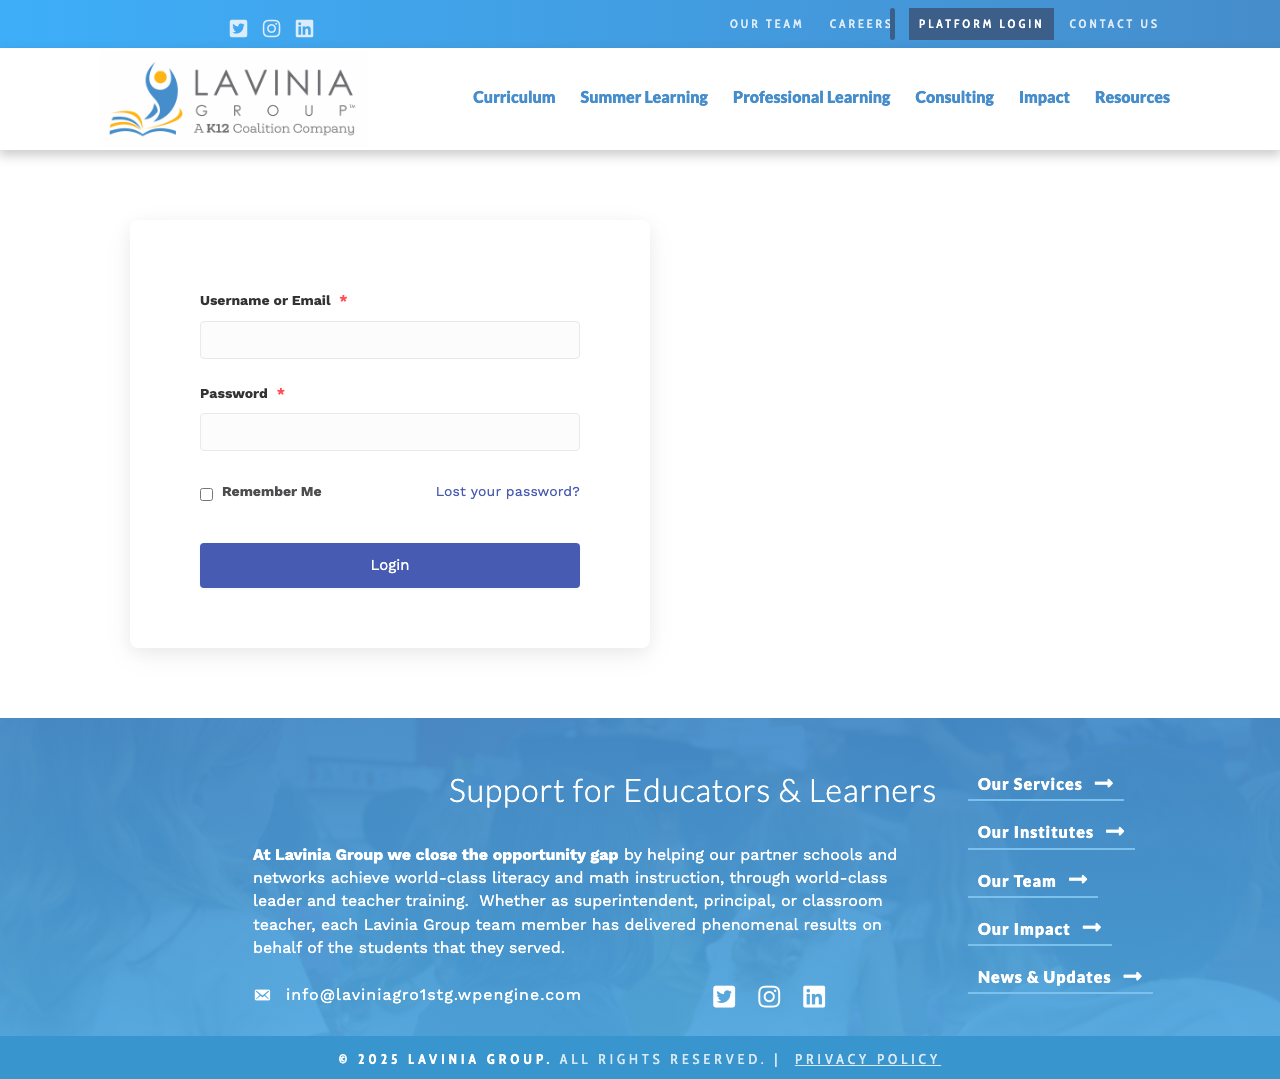 OUR TEAM CAREERS PLATFORM LOGIN CONTACT US
LAVINIA
GROUP™
A K12 Coalition Company
Curriculum Summer Learning Professional Learning Consulting Impact Resources
Username or Email *
Password *
Remember Me Lost your password?
Login
Support for Educators & Learners
At Lavinia Group we close the opportunity gap by helping our partner schools and
networks achieve world-class literacy and math instruction, through world-class
leader and teacher training. Whether as superintendent, principal, or classroom
teacher, each Lavinia Group team member has delivered phenomenal results on
behalf of the students that they served.
info@laviniagro1stg.wpengine.com
Our Services
Our Institutes
Our Team
Our Impact
News & Updates
© 2025 LAVINIA GROUP. ALL RIGHTS RESERVED. | PRIVACY POLICY